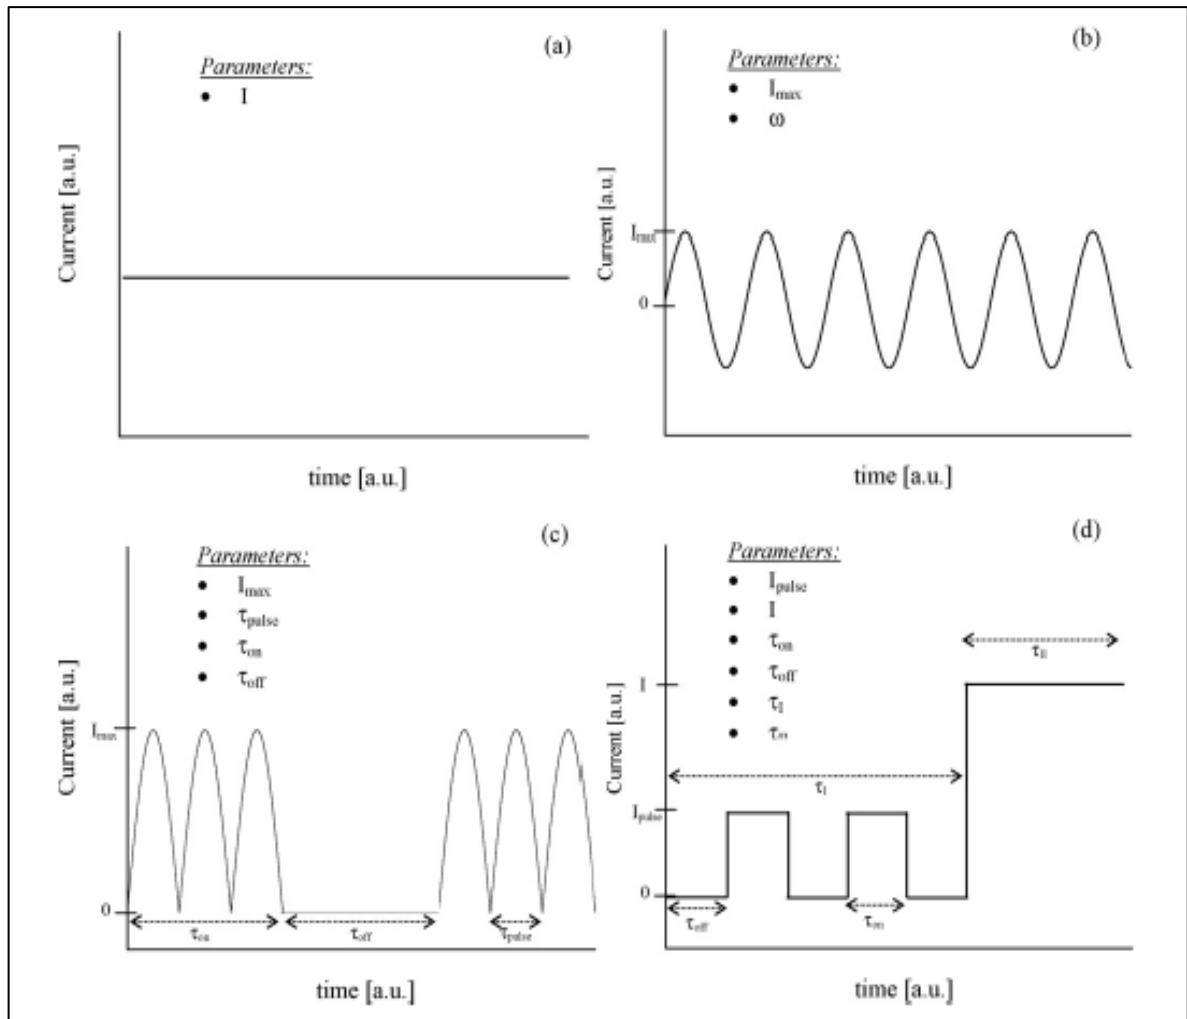 (a)
Parameters:
• I
Current [a.u.]
time [a.u.]
(b)
Parameters:
• Imax
• ω
Current [a.u.]
Imax
0
time [a.u.]
(c)
Parameters:
• Imax
• τpulse
• τon
• τoff
Current [a.u.]
Imax
0
τon
τoff
τpulse
time [a.u.]
(d)
Parameters:
• Ipulse
• I
• τon
• τoff
• τI
τII
I
Current [a.u.]
τI
Ipulse
0
τoff
τon
time [a.u.]